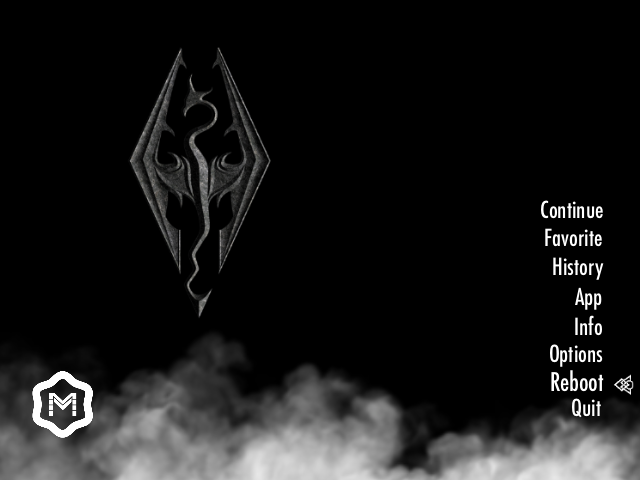 Continue
Favorite
History
App
Info
Options
Reboot
Quit
M